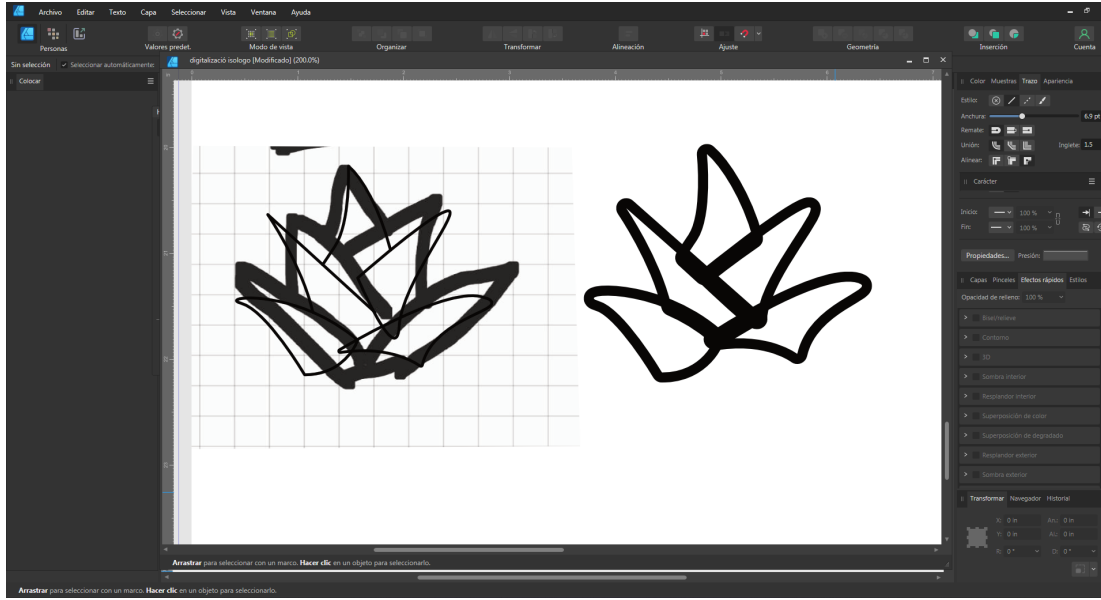 Archivo Editar Texto Capa Seleccionar Vista Ventana Ayuda
Personas Valores predet. Modo de vista Organizar Transformar Alineación Ajuste Geometría Inserción Cuenta
Sin selección Seleccionar automáticamente:
digitalizació isologo [Modificado] (200.0%)
Colocar
Color Muestras Trazo Apariencia
Estilo:
Anchura: 6.9 pt
Remate:
Unión: Inglete: 1.5
Alinear:
Carácter
Inicio: 100 %
Fin: 100 %
Propiedades... Presión:
Capas Pinceles Efectos rápidos Estilos
Opacidad de relleno: 100 %
Bisel/relieve
Contorno
3D
Sombra interior
Resplandor interior
Superposición de color
Superposición de degradado
Resplandor exterior
Sombra exterior
Transformar Navegador Historial
X: 0 in An.: 0 in
Y: 0 in Al.: 0 in
R: 0 ° D: 0 °
Arrastrar para seleccionar con un marco. Hacer clic en un objeto para seleccionarlo.
Arrastrar para seleccionar con un marco. Hacer clic en un objeto para seleccionarlo.